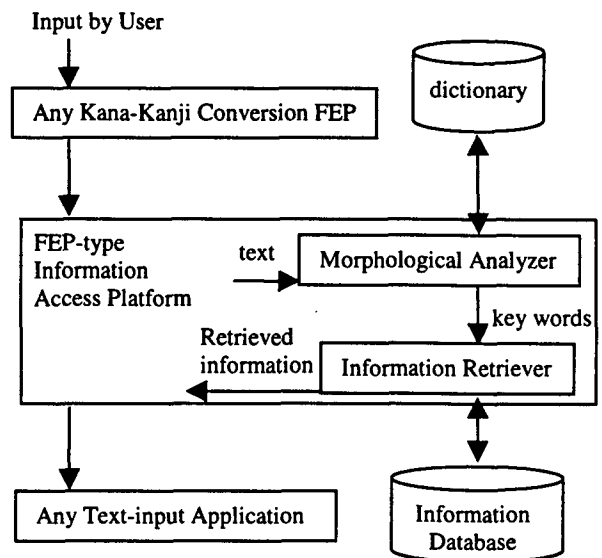 Input by User
dictionary
Any Kana-Kanji Conversion FEP
FEP-type
Information
Access Platform
text
Morphological Analyzer
key words
Retrieved
information
Information Retriever
Any Text-input Application
Information
Database